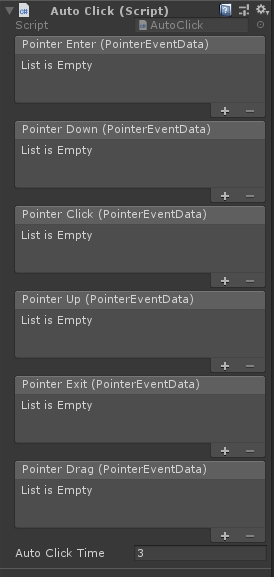 Auto Click (Script)
Script AutoClick
Pointer Enter (PointerEventData)
List is Empty
Pointer Down (PointerEventData)
List is Empty
Pointer Click (PointerEventData)
List is Empty
Pointer Up (PointerEventData)
List is Empty
Pointer Exit (PointerEventData)
List is Empty
Pointer Drag (PointerEventData)
List is Empty
Auto Click Time 3